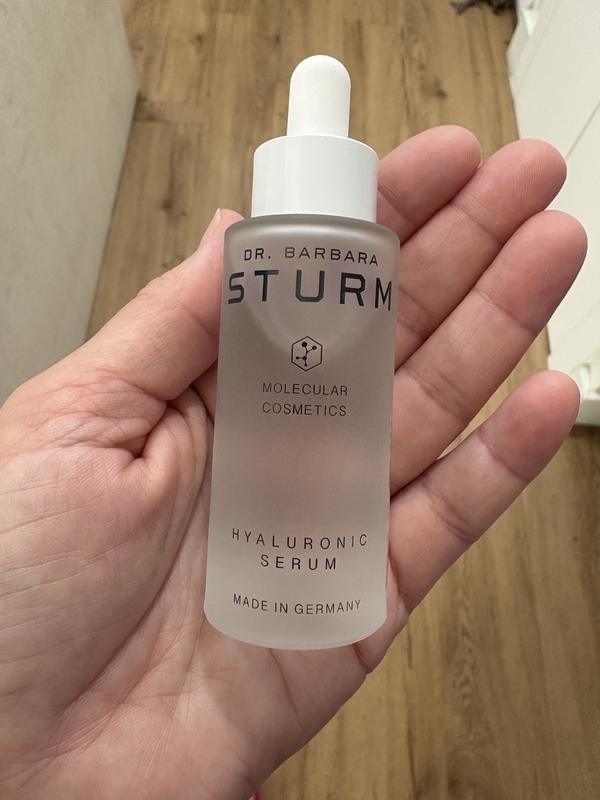 DR. BARBARA
STURM
MOLECULAR
COSMETICS
HYALURONIC
SERUM
MADE IN GERMANY